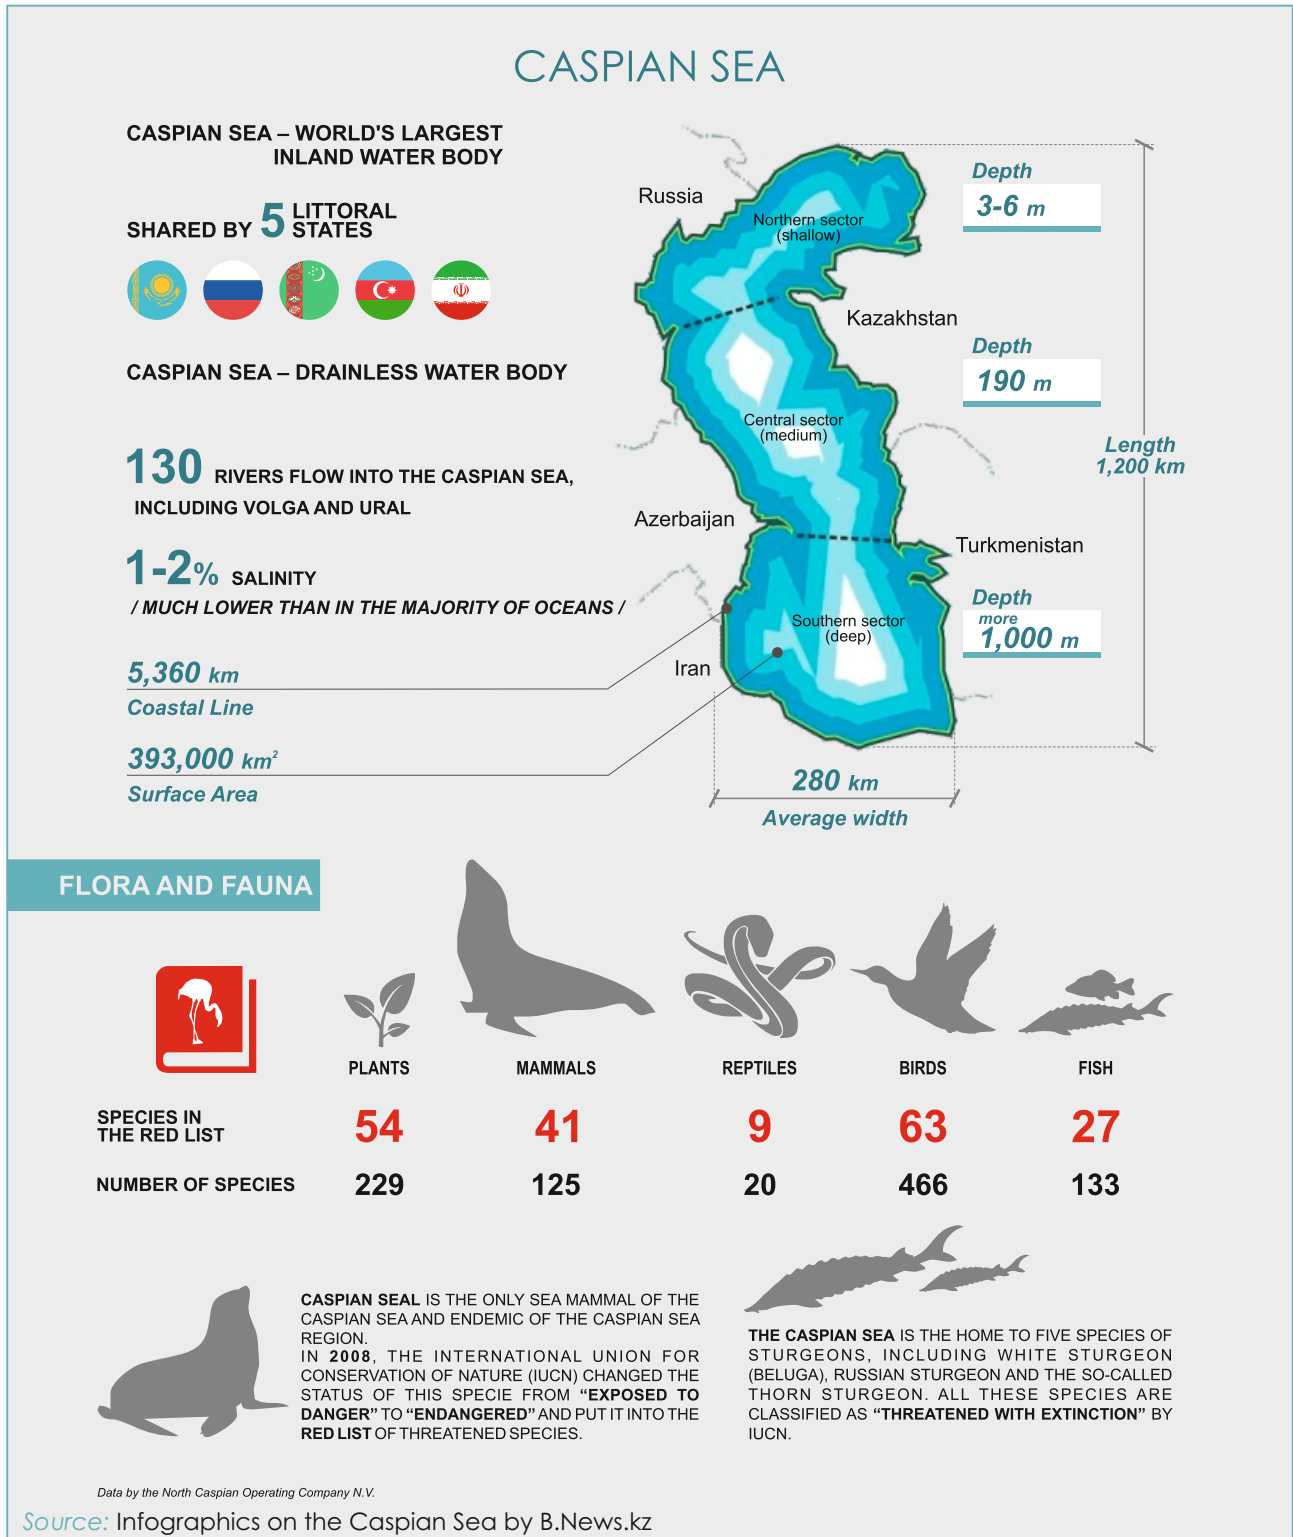 CASPIAN SEA
CASPIAN SEA – WORLD'S LARGEST
INLAND WATER BODY
SHARED BY 5 LITTORAL
STATES
CASPIAN SEA – DRAINLESS WATER BODY
130 RIVERS FLOW INTO THE CASPIAN SEA,
INCLUDING VOLGA AND URAL
1-2% SALINITY
/ MUCH LOWER THAN IN THE MAJORITY OF OCEANS /
5,360 km
Coastal Line
393,000 km²
Surface Area
Russia
Northern sector
(shallow)
Kazakhstan
Central sector
(medium)
Azerbaijan
Turkmenistan
Southern sector
(deep)
Iran
Depth
3-6 m
Depth
190 m
Depth
more
1,000 m
Length
1,200 km
280 km
Average width
FLORA AND FAUNA
PLANTS MAMMALS REPTILES BIRDS FISH
SPECIES IN
THE RED LIST
54 41 9 63 27
NUMBER OF SPECIES 229 125 20 466 133
CASPIAN SEAL IS THE ONLY SEA MAMMAL OF THE
CASPIAN SEA AND ENDEMIC OF THE CASPIAN SEA
REGION.
IN 2008, THE INTERNATIONAL UNION FOR
CONSERVATION OF NATURE (IUCN) CHANGED THE
STATUS OF THIS SPECIE FROM “EXPOSED TO
DANGER” TO “ENDANGERED” AND PUT IT INTO THE
RED LIST OF THREATENED SPECIES.
THE CASPIAN SEA IS THE HOME TO FIVE SPECIES OF
STURGEONS, INCLUDING WHITE STURGEON
(BELUGA), RUSSIAN STURGEON AND THE SO-CALLED
THORN STURGEON. ALL THESE SPECIES ARE
CLASSIFIED AS “THREATENED WITH EXTINCTION” BY
IUCN.
Data by the North Caspian Operating Company N.V.
Source: Infographics on the Caspian Sea by B.News.kz